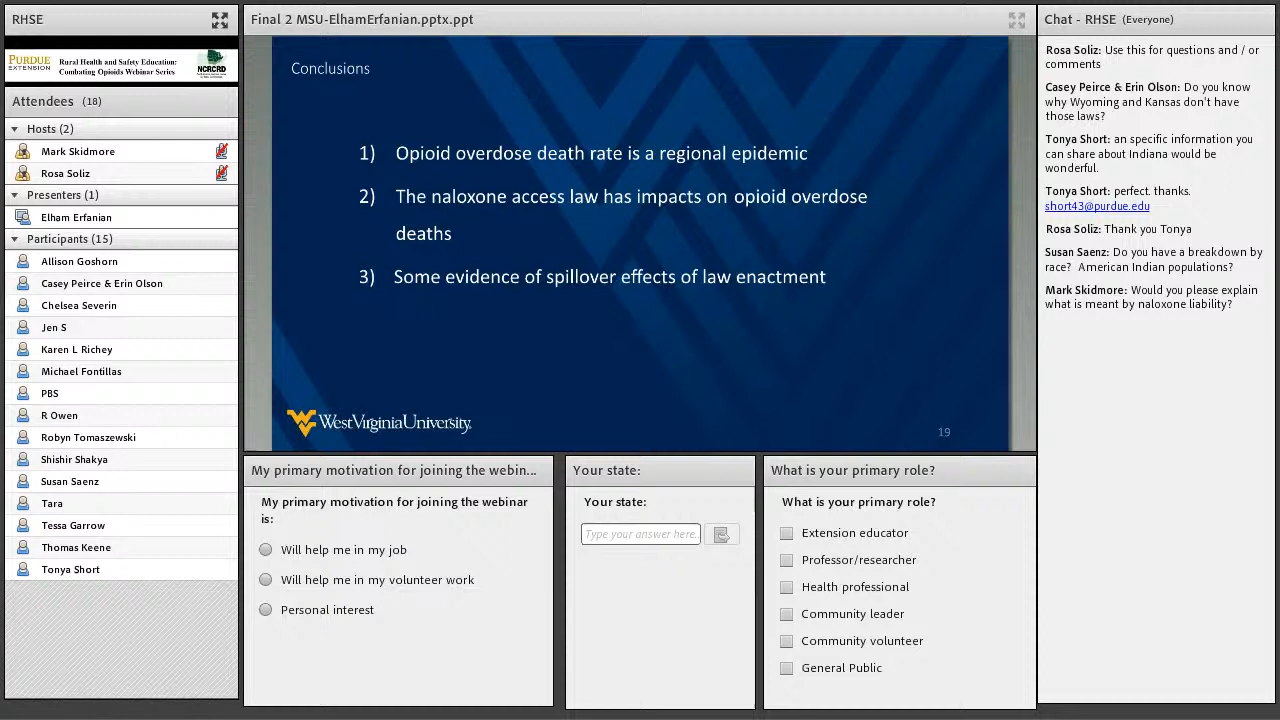 RHSE
PURDUE
EXTENSION
Rural Health and Safety Education:
Combating Opioids Webinar Series
NCRCRD
Attendees (18)
Hosts (2)
Mark Skidmore
Rosa Soliz
Presenters (1)
Elham Erfanian
Participants (15)
Allison Goshorn
Casey Peirce & Erin Olson
Chelsea Severin
Jen S
Karen L Richey
Michael Fontillas
PBS
R Owen
Robyn Tomaszewski
Shishir Shakya
Susan Saenz
Tara
Tessa Garrow
Thomas Keene
Tonya Short
Final 2 MSU-ElhamErfanian.pptx.ppt
Conclusions
1) Opioid overdose death rate is a regional epidemic
2) The naloxone access law has impacts on opioid overdose
deaths
3) Some evidence of spillover effects of law enactment
WestVirginiaUniversity.
19
My primary motivation for joining the webin...
My primary motivation for joining the webinar
is:
Will help me in my job
Will help me in my volunteer work
Personal interest
Your state:
Your state:
Type your answer here..
What is your primary role?
What is your primary role?
Extension educator
Professor/researcher
Health professional
Community leader
Community volunteer
General Public
Chat - RHSE (Everyone)
Rosa Soliz: Use this for questions and / or
comments
Casey Peirce & Erin Olson: Do you know
why Wyoming and Kansas don't have
those laws?
Tonya Short: an specific information you
can share about Indiana would be
wonderful.
Tonya Short: perfect. thanks.
short43@purdue.edu
Rosa Soliz: Thank you Tonya
Susan Saenz: Do you have a breakdown by
race? American Indian populations?
Mark Skidmore: Would you please explain
what is meant by naloxone liability?